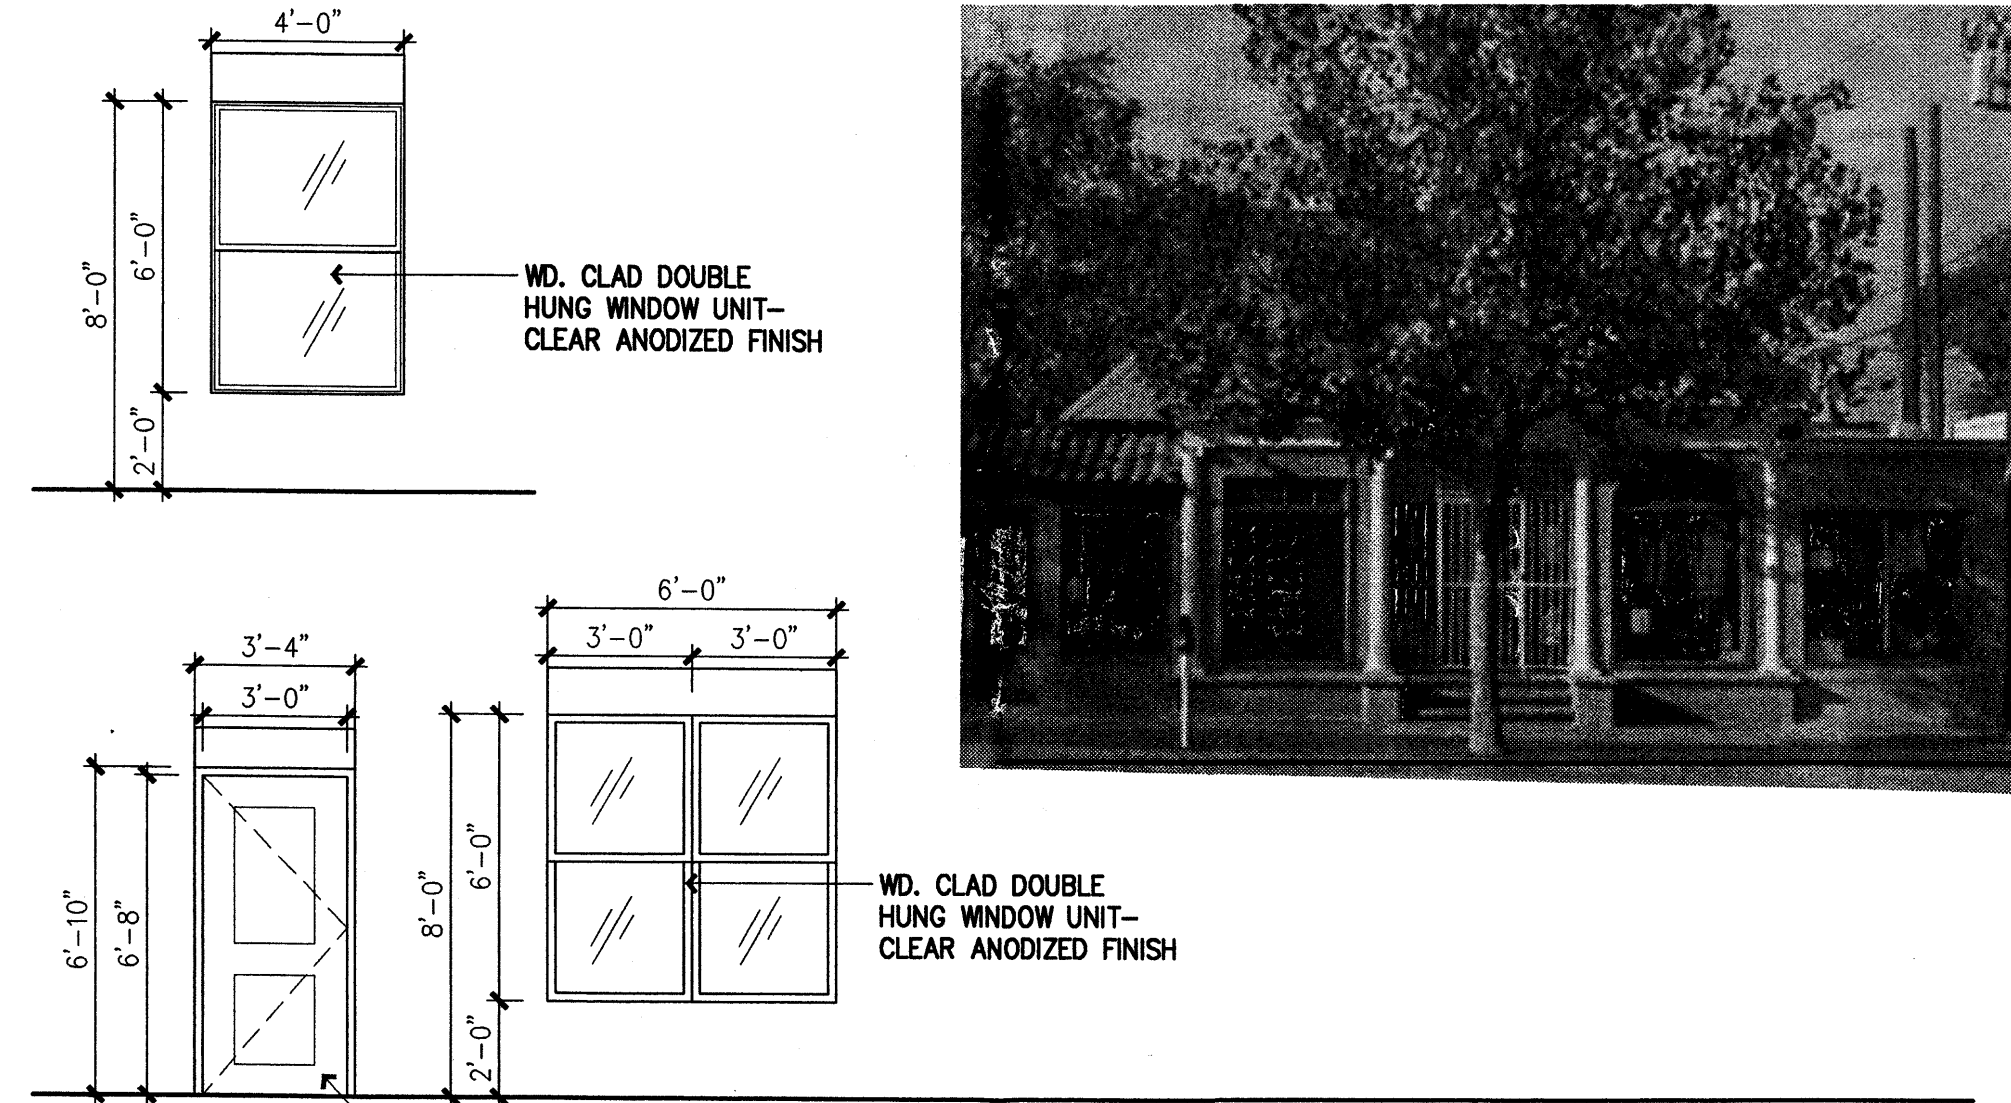 4'-0"
8'-0"
6'-0"
2'-0"
WD. CLAD DOUBLE
HUNG WINDOW UNIT-
CLEAR ANODIZED FINISH
3'-4"
3'-0"
6'-10"
6'-8"
6'-0"
3'-0" 3'-0"
8'-0"
6'-0"
2'-0"
WD. CLAD DOUBLE
HUNG WINDOW UNIT-
CLEAR ANODIZED FINISH